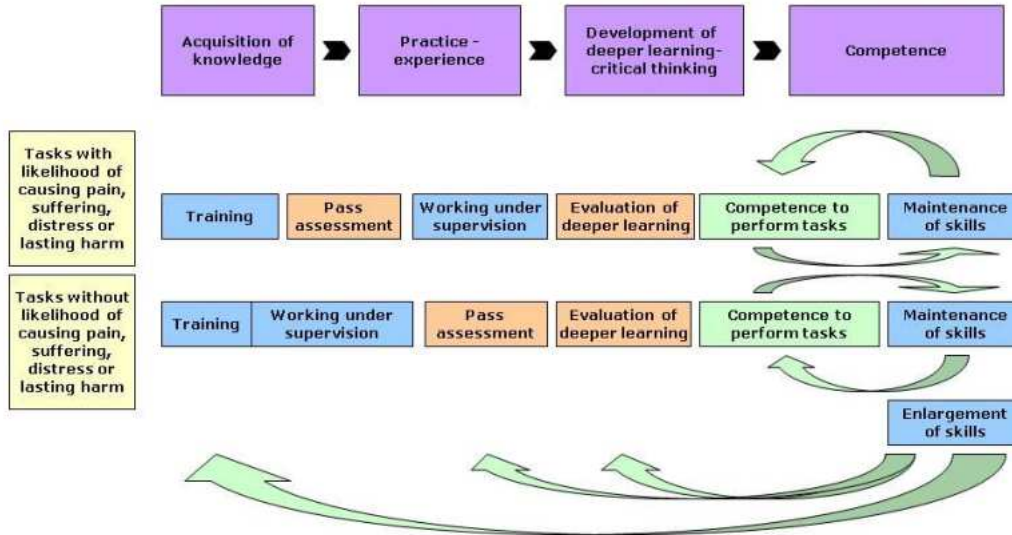 Acquisition of
knowledge
Practice -
experience
Development of
deeper learning-
critical thinking
Competence
Tasks with
likelihood of
causing pain,
suffering,
distress or
lasting harm
Training
Pass
assessment
Working under
supervision
Evaluation of
deeper learning
Competence to
perform tasks
Maintenance
of skills
Tasks without
likelihood of
causing pain,
suffering,
distress or
lasting harm
Training
Working under
supervision
Pass
assessment
Evaluation of
deeper learning
Competence to
perform tasks
Maintenance
of skills
Enlargement
of skills